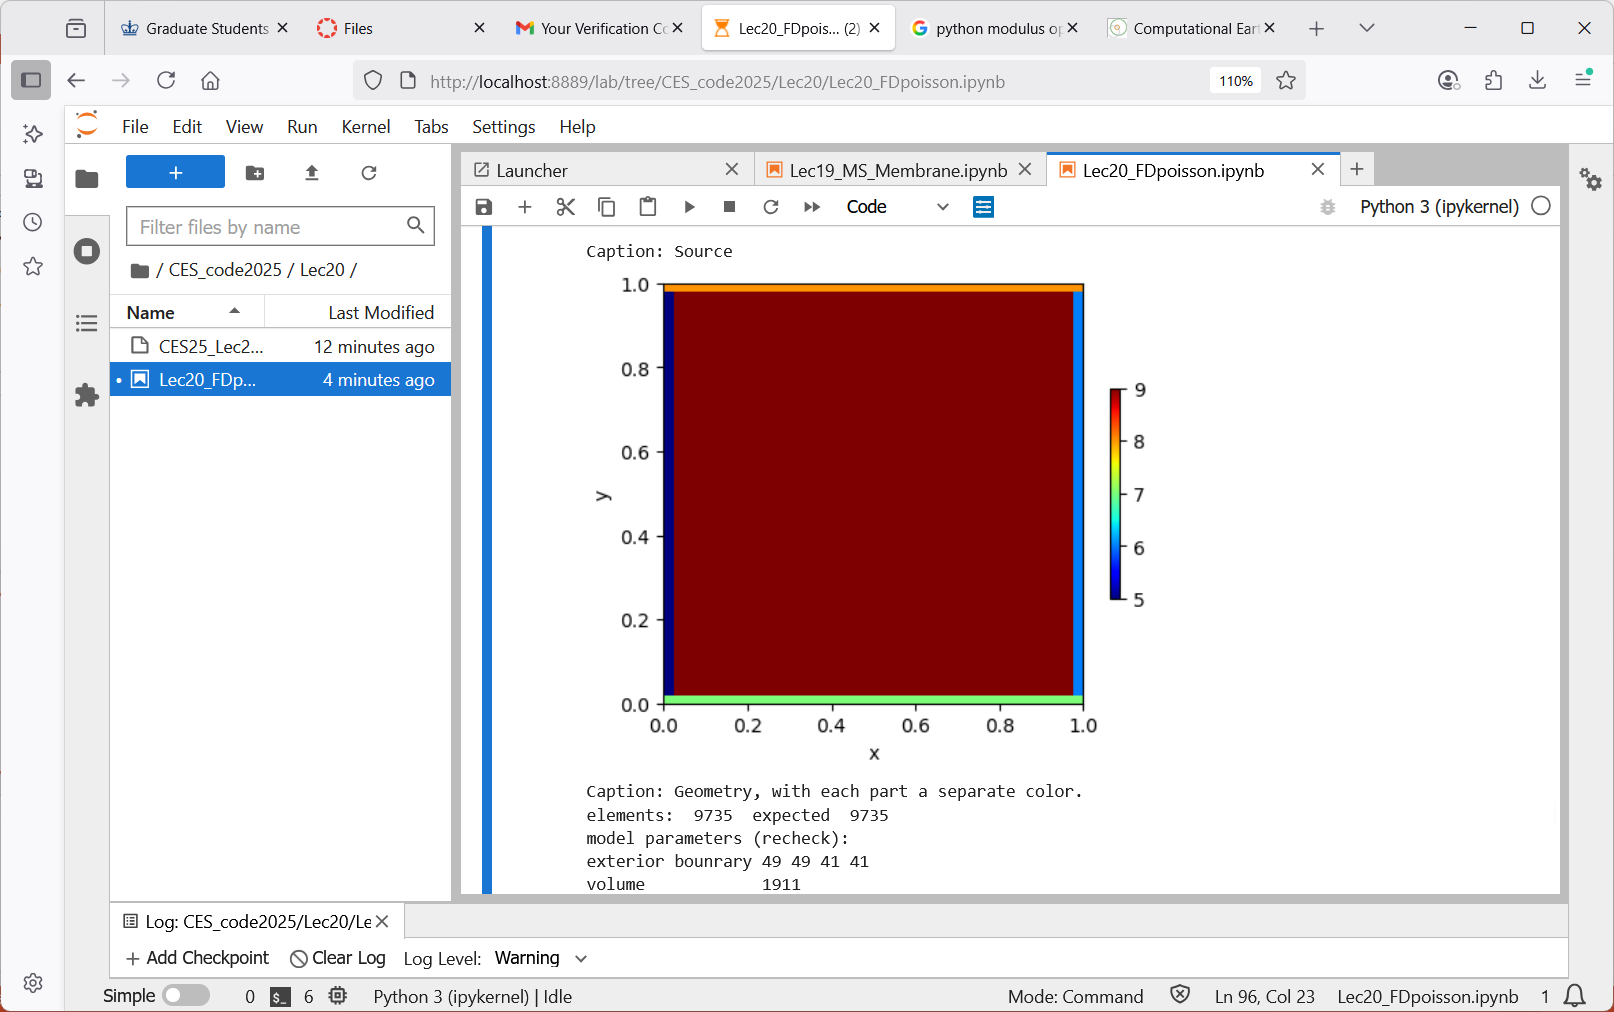 Graduate Students
Files
Your Verification Co
Lec20_FDpois... (2)
python modulus op
Computational Eart
http://localhost:8889/lab/tree/CES_code2025/Lec20/Lec20_FDpoisson.ipynb
110%
File Edit View Run Kernel Tabs Settings Help
Filter files by name
/ CES_code2025 / Lec20 /
Name Last Modified
CES25_Lec2... 12 minutes ago
Lec20_FDp... 4 minutes ago
Launcher
Lec19_MS_Membrane.ipynb
Lec20_FDpoisson.ipynb
Code
Python 3 (ipykernel)
Caption: Source
1.0
0.8
0.6
0.4
0.2
0.0
y
0.0 0.2 0.4 0.6 0.8 1.0
x
9
8
7
6
5
Caption: Geometry, with each part a separate color.
elements: 9735 expected 9735
model parameters (recheck):
exterior bounrary 49 49 41 41
volume 1911
Log: CES_code2025/Lec20/Le
Add Checkpoint Clear Log Log Level: Warning
Simple 0 $_ 6 Python 3 (ipykernel) | Idle Mode: Command Ln 96, Col 23 Lec20_FDpoisson.ipynb 1